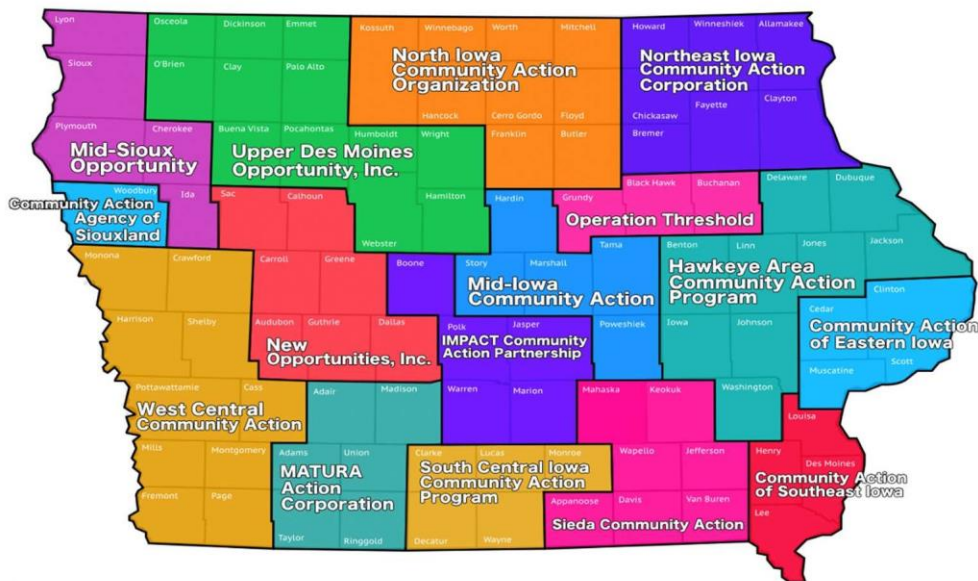 Lyon
Osceola
Dickinson
Emmet
Kossuth
Winnebago
Worth
Mitchell
Howard
Winneshiek
Allamakee
Sioux
O'Brien
Clay
Palo Alto
North Iowa
Community Action
Organization
Northeast Iowa
Community Action
Corporation
Hancock
Cerro Gordo
Floyd
Chickasaw
Fayette
Clayton
Plymouth
Cherokee
Buena Vista
Pocahontas
Humboldt
Wright
Franklin
Butler
Bremer
Mid-Sioux
Opportunity
Upper Des Moines
Opportunity, Inc.
Woodbury
Ida
Sac
Calhoun
Webster
Hamilton
Hardin
Grundy
Black Hawk
Buchanan
Delaware
Dubuque
Community Action
Agency of
Siouxland
Operation Threshold
Monona
Crawford
Carroll
Greene
Boone
Story
Marshall
Tama
Benton
Linn
Jones
Jackson
Mid-Iowa
Community Action
Hawkeye Area
Community Action
Program
Clinton
Cedar
Harrison
Shelby
Audubon
Guthrie
Dallas
Polk
Jasper
Poweshiek
Iowa
Johnson
New
Opportunities, Inc.
IMPACT Community
Action Partnership
Community Action
of Eastern Iowa
Scott
Muscatine
Pottawattamie
Cass
Adair
Madison
Warren
Marion
Mahaska
Keokuk
Washington
Louisa
West Central
Community Action
Mills
Montgomery
Adams
Union
Clarke
Lucas
Monroe
Wapello
Jefferson
Henry
Des Moines
MATURA
Action
Corporation
South Central Iowa
Community Action
Program
Community Action
of Southeast Iowa
Fremont
Page
Taylor
Ringgold
Decatur
Wayne
Appanoose
Davis
Van Buren
Lee
Sieda Community Action